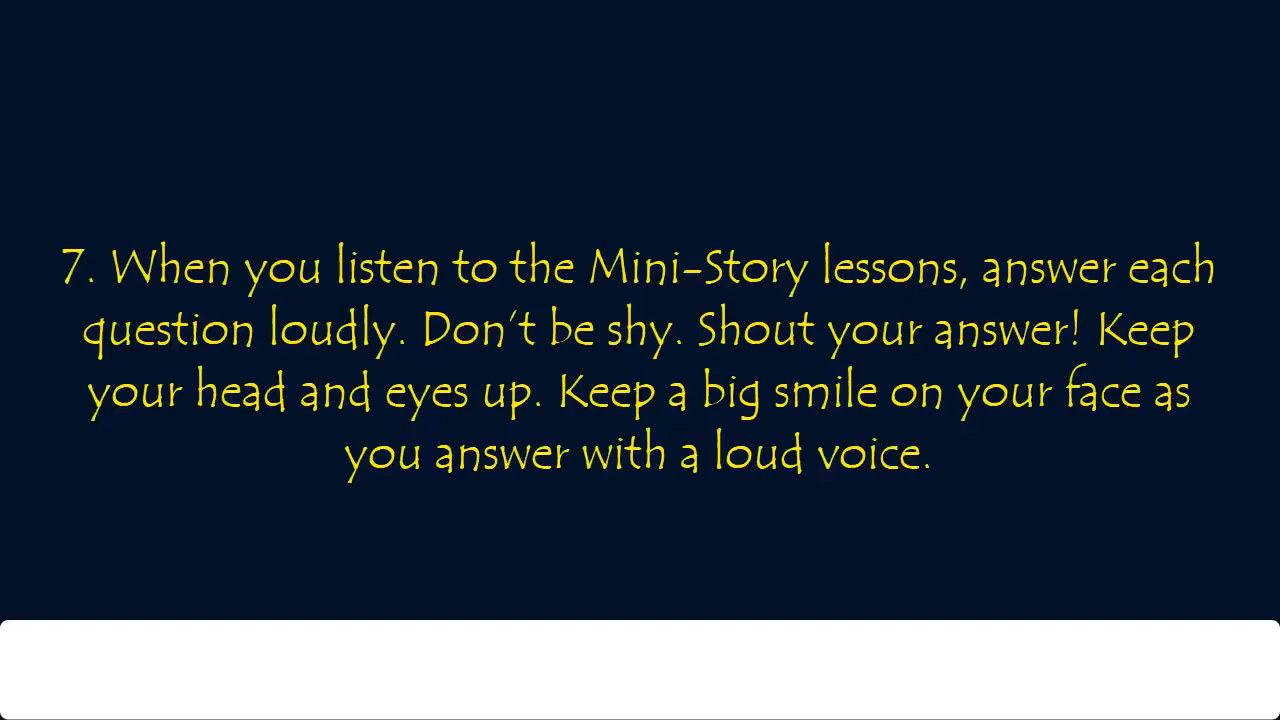 7. When you listen to the Mini-Story lessons, answer each
question loudly. Don't be shy. Shout your answer! Keep
your head and eyes up. Keep a big smile on your face as
you answer with a loud voice.